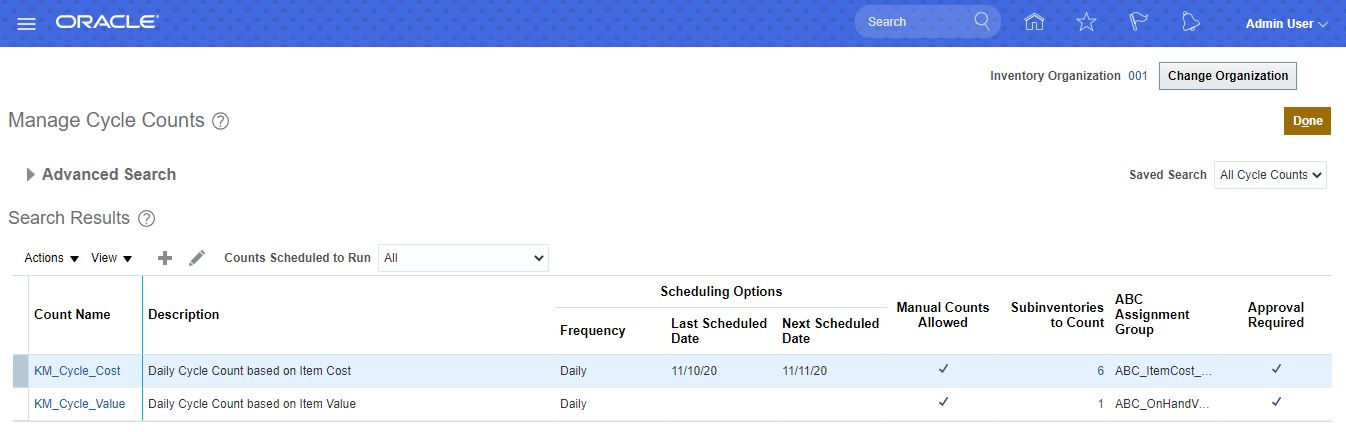 ORACLE
Search
Admin User
Inventory Organization 001 Change Organization
Manage Cycle Counts ?
Done
Advanced Search
Saved Search All Cycle Counts
Search Results ?
Actions View Counts Scheduled to Run All
Scheduling Options
Count Name Description Frequency Last Scheduled Date Next Scheduled Date Manual Counts Allowed Subinventories to Count ABC Assignment Group Approval Required
KM_Cycle_Cost Daily Cycle Count based on Item Cost Daily 11/10/20 11/11/20 ✓ 6 ABC_ItemCost_... ✓
KM_Cycle_Value Daily Cycle Count based on Item Value Daily ✓ 1 ABC_OnHandV... ✓